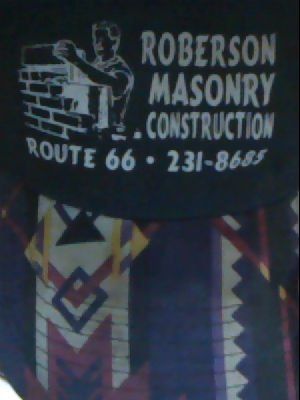 ROBERSON
MASONRY
CONSTRUCTION
ROUTE 66 • 231-8685